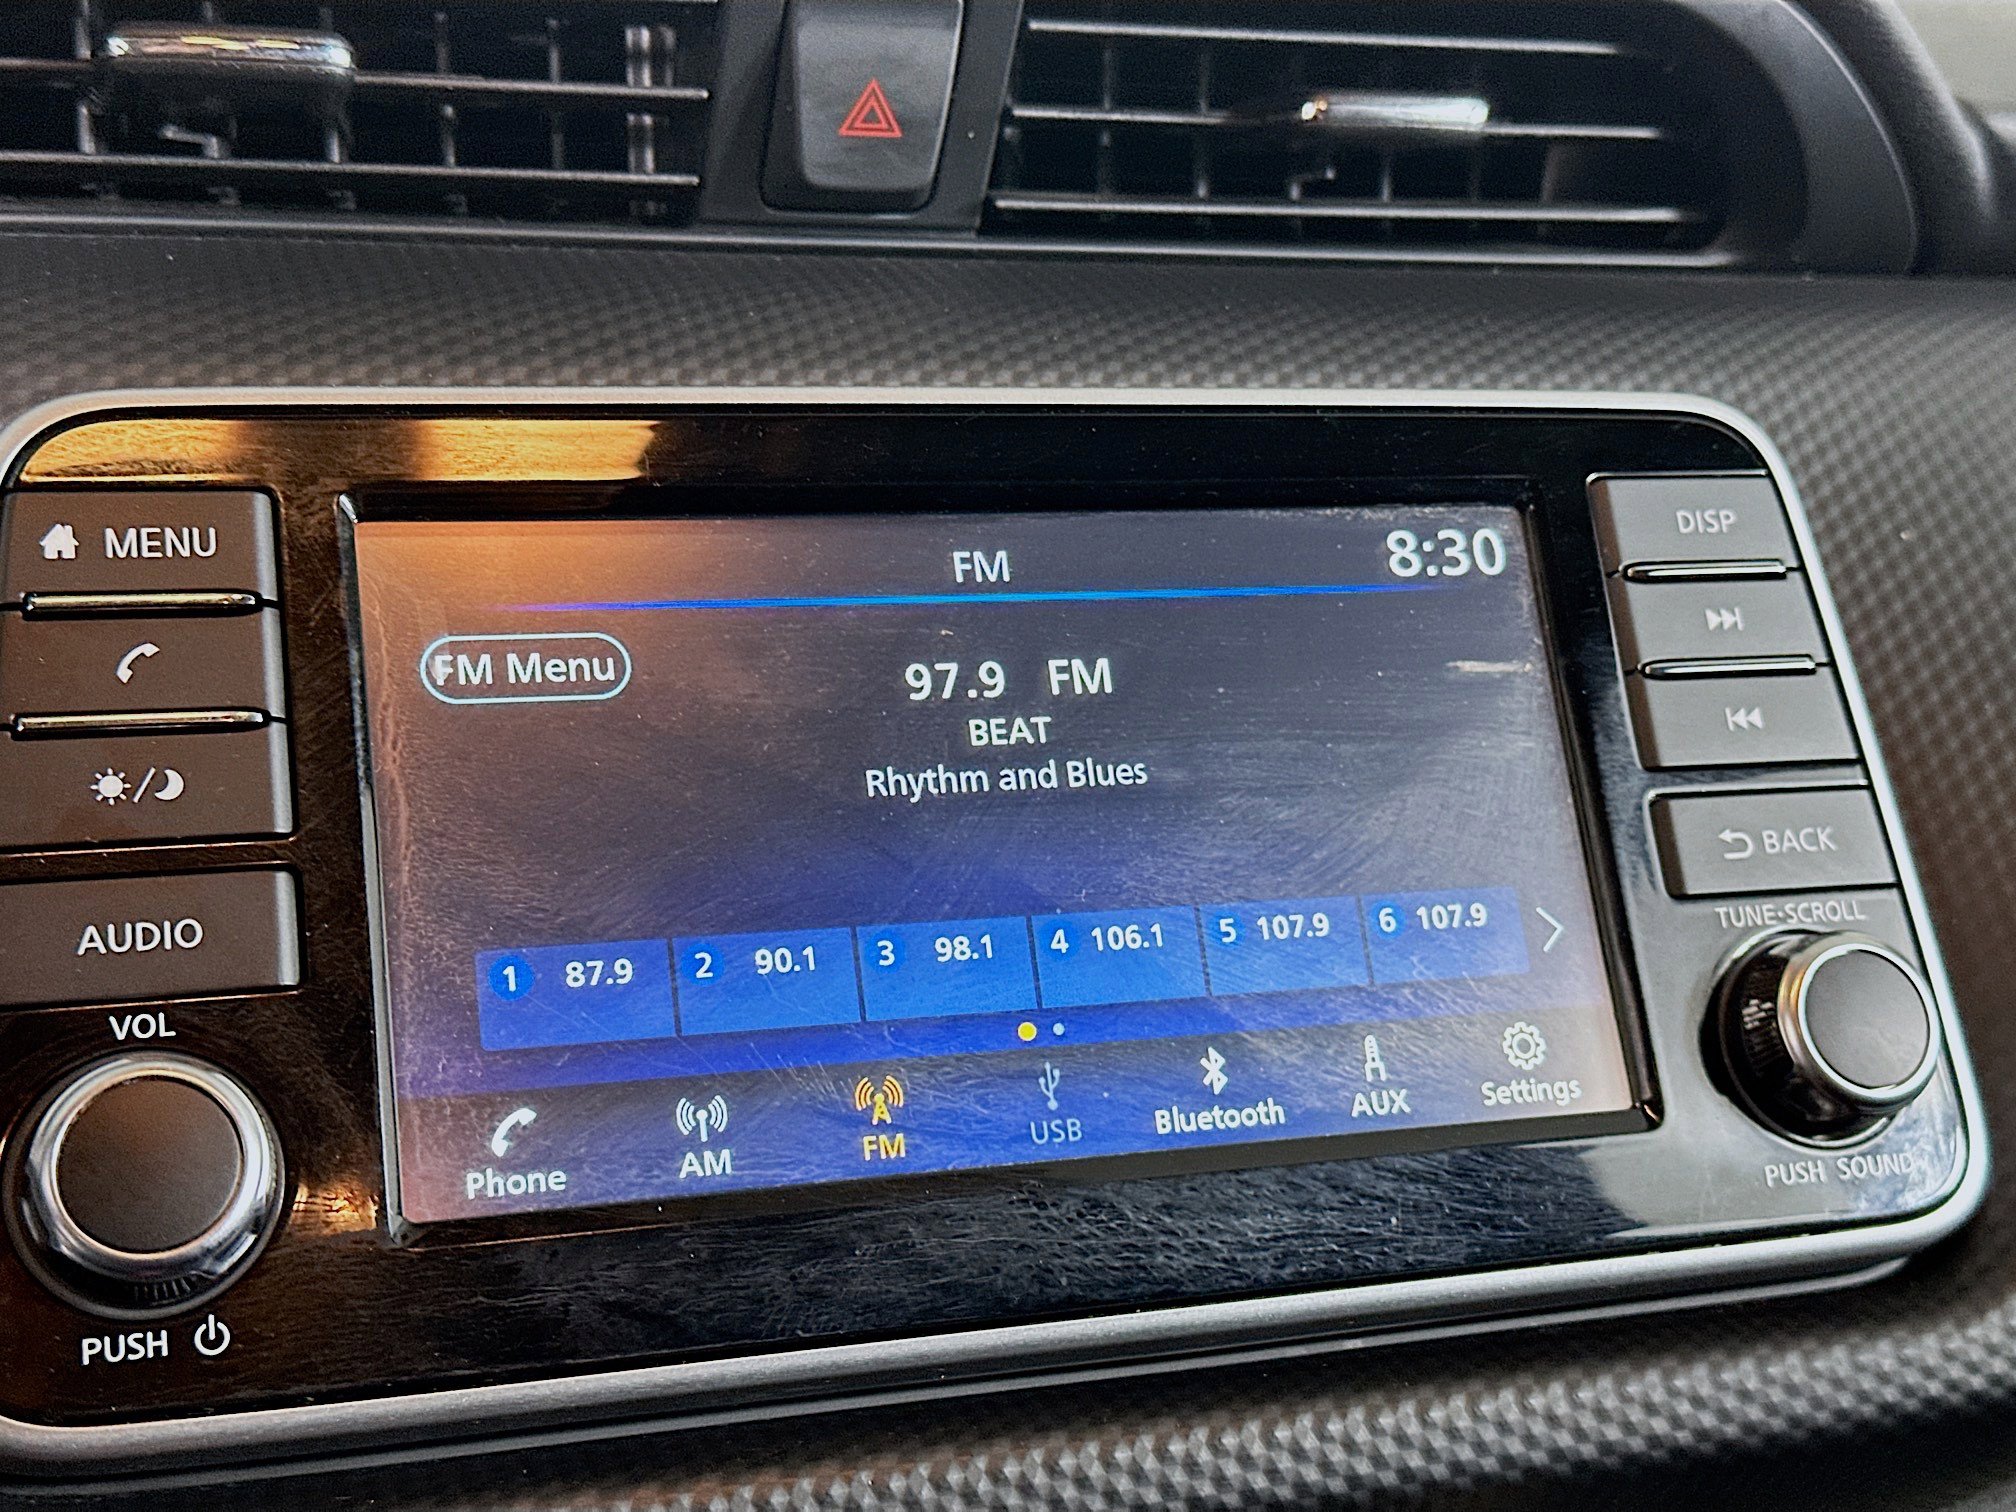 MENU
AUDIO
VOL
PUSH
FM
8:30
FM Menu
97.9 FM
BEAT
Rhythm and Blues
1 87.9
2 90.1
3 98.1
4 106.1
5 107.9
6 107.9
Phone
AM
FM
USB
Bluetooth
AUX
Settings
DISP
BACK
TUNE·SCROLL
PUSH SOUND